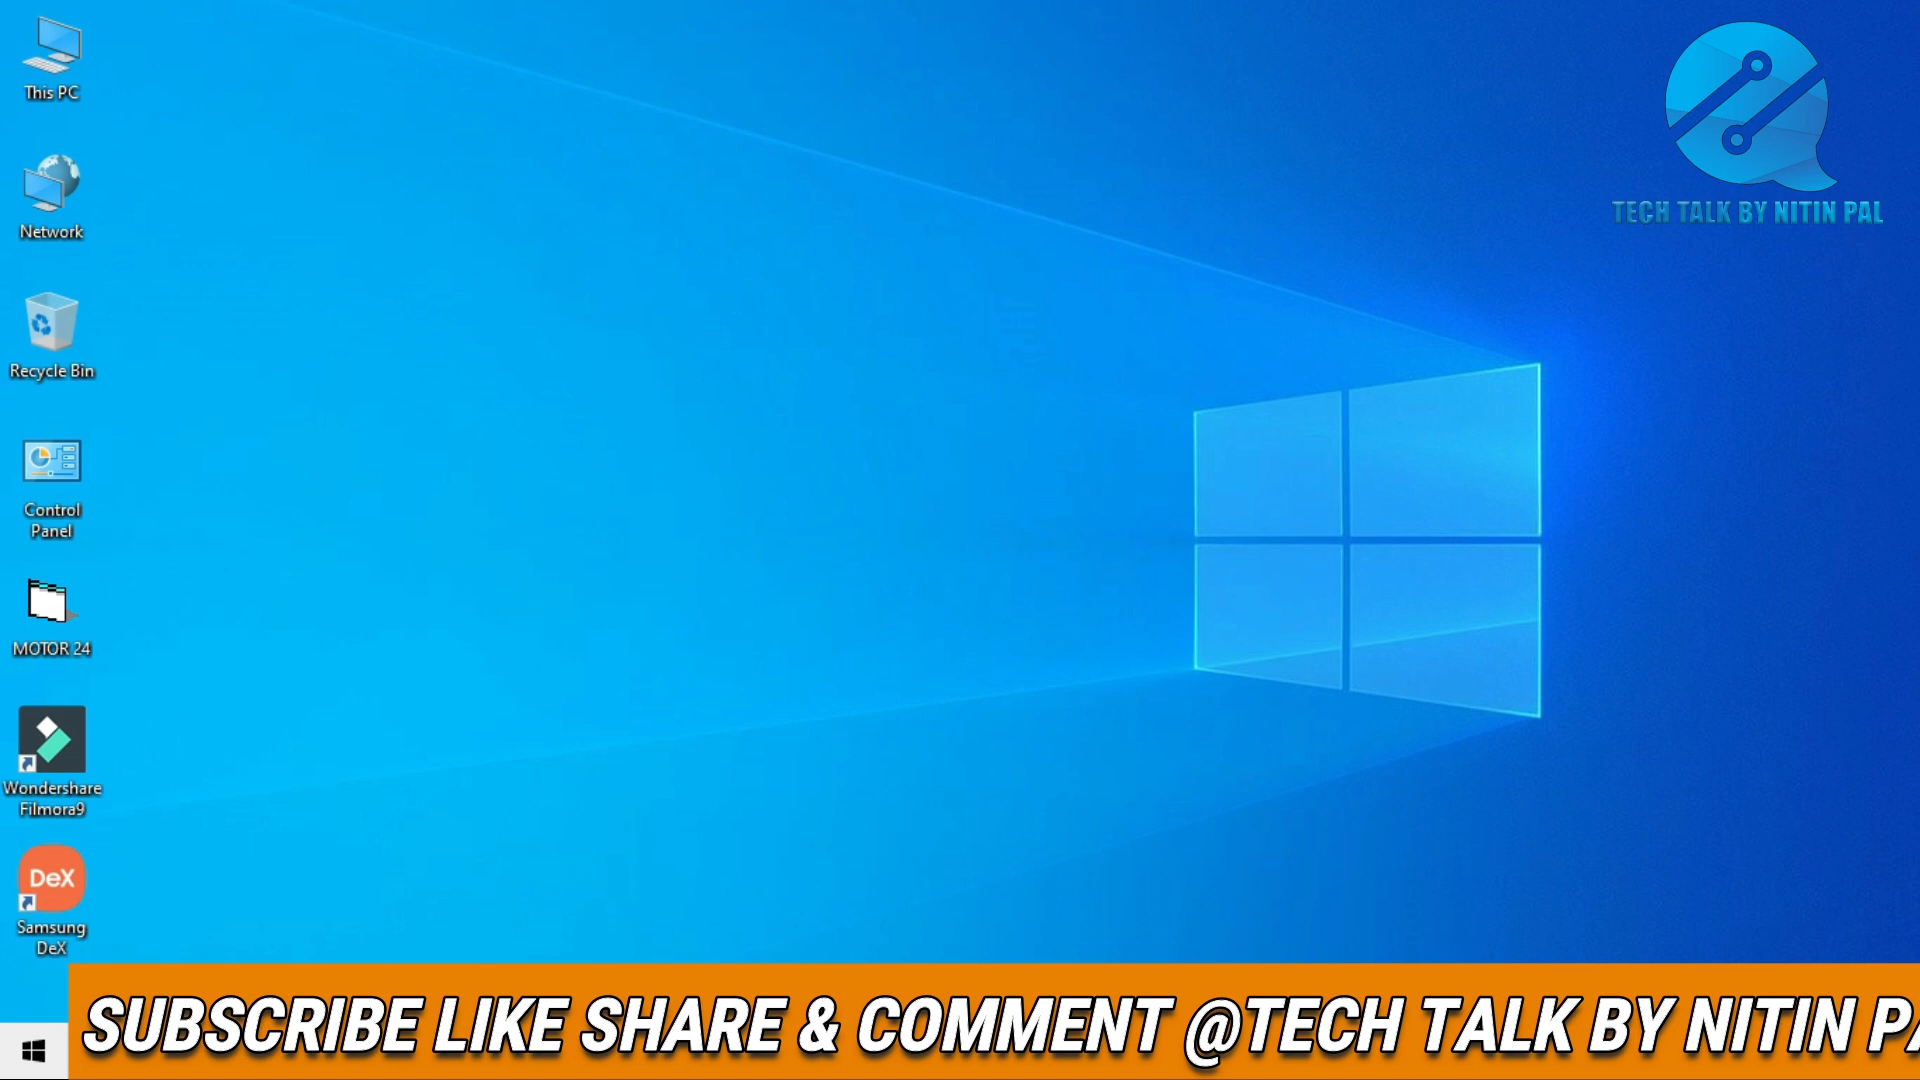 This PC
Network
Recycle Bin
Control
Panel
MOTOR 24
Wondershare
Filmora9
DeX
Samsung
DeX
TECH TALK BY NITIN PAL
SUBSCRIBE LIKE SHARE & COMMENT @TECH TALK BY NITIN PA